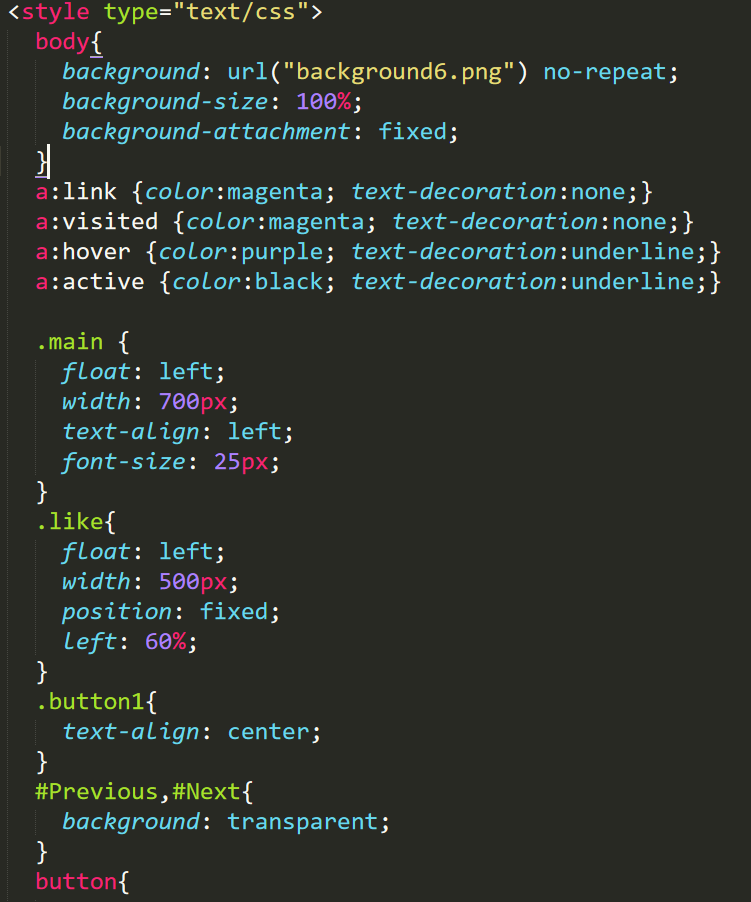 <style type="text/css">
body{
background: url("background6.png") no-repeat;
background-size: 100%;
background-attachment: fixed;
}
a:link {color:magenta; text-decoration:none;}
a:visited {color:magenta; text-decoration:none;}
a:hover {color:purple; text-decoration:underline;}
a:active {color:black; text-decoration:underline;}
.main {
float: left;
width: 700px;
text-align: left;
font-size: 25px;
}
.like{
float: left;
width: 500px;
position: fixed;
left: 60%;
}
.button1{
text-align: center;
}
#Previous,#Next{
background: transparent;
}
button{